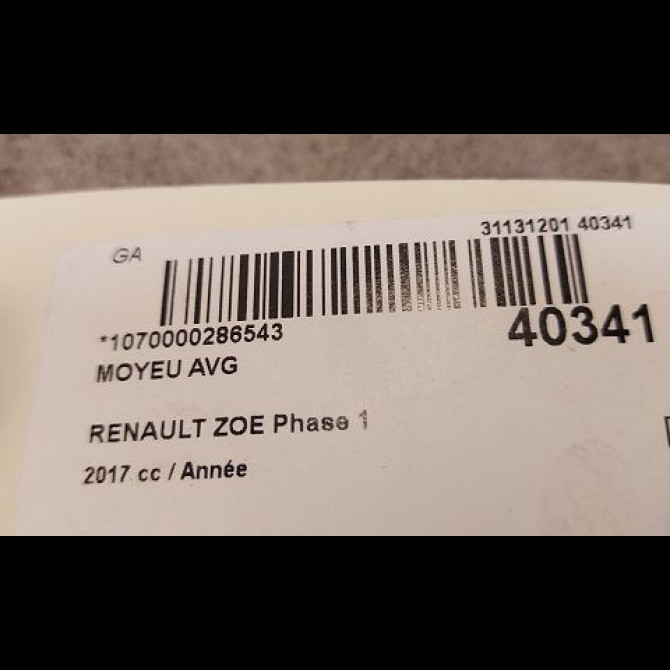 31131201 40341
GA
40341
*1070000286543
MOYEU AVG
RENAULT ZOE Phase 1
2017 cc / Année